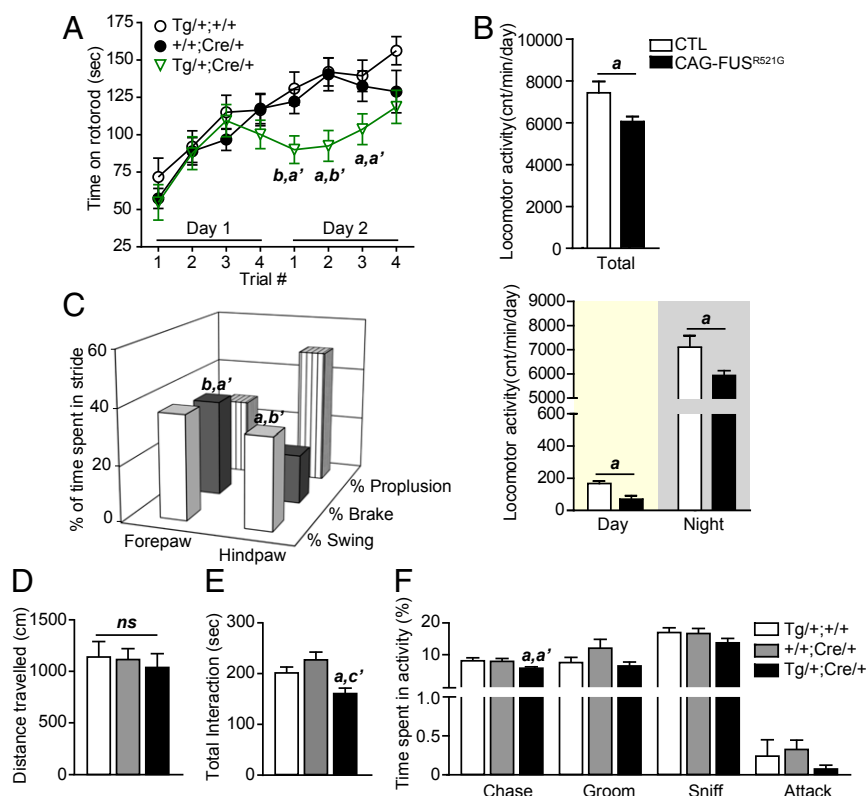 A
175
150
125
100
75
50
25
Time on rotorod (sec)
Tg/+;+/+
+/+;Cre/+
Tg/+;Cre/+
b,a’
a,b’
a,a’
Day 1
Day 2
1 2 3 4 1 2 3 4
Trial #
B
Locomotor activity(cnt/min/day)
10000
8000
6000
4000
2000
0
a
CTL
CAG-FUSR521G
Total
Locomotor activity(cnt/min/day)
9000
8000
7000
6000
5000
600
400
200
0
a
a
Day
Night
C
% of time spent in stride
60
40
20
0
b,a’
a,b’
% Proplusion
% Brake
% Swing
Forepaw
Hindpaw
D
Distance travelled (cm)
1500
1000
500
0
ns
E
Total Interaction (sec)
300
200
100
0
a,c’
F
Time spent in activity (%)
20
10
1.0
0.5
0
a,a’
Tg/+;+/+
+/+;Cre/+
Tg/+;Cre/+
Chase
Groom
Sniff
Attack